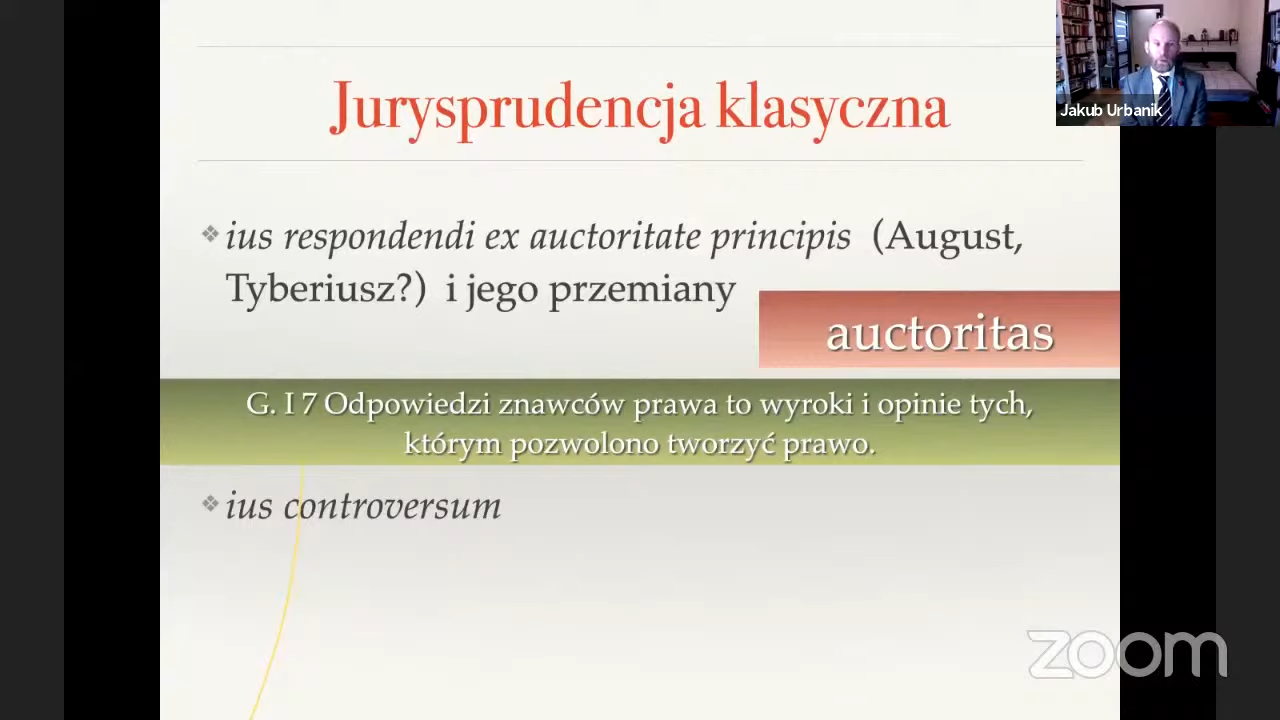 Jurysprudencja klasyczna
Jakub Urbanik
ius respondendi ex auctoritate principis (August,
Tyberiusz?) i jego przemiany
auctoritas
G. I 7 Odpowiedzi znawców prawa to wyroki i opinie tych,
którym pozwolono tworzyć prawo.
ius controversum
zoom